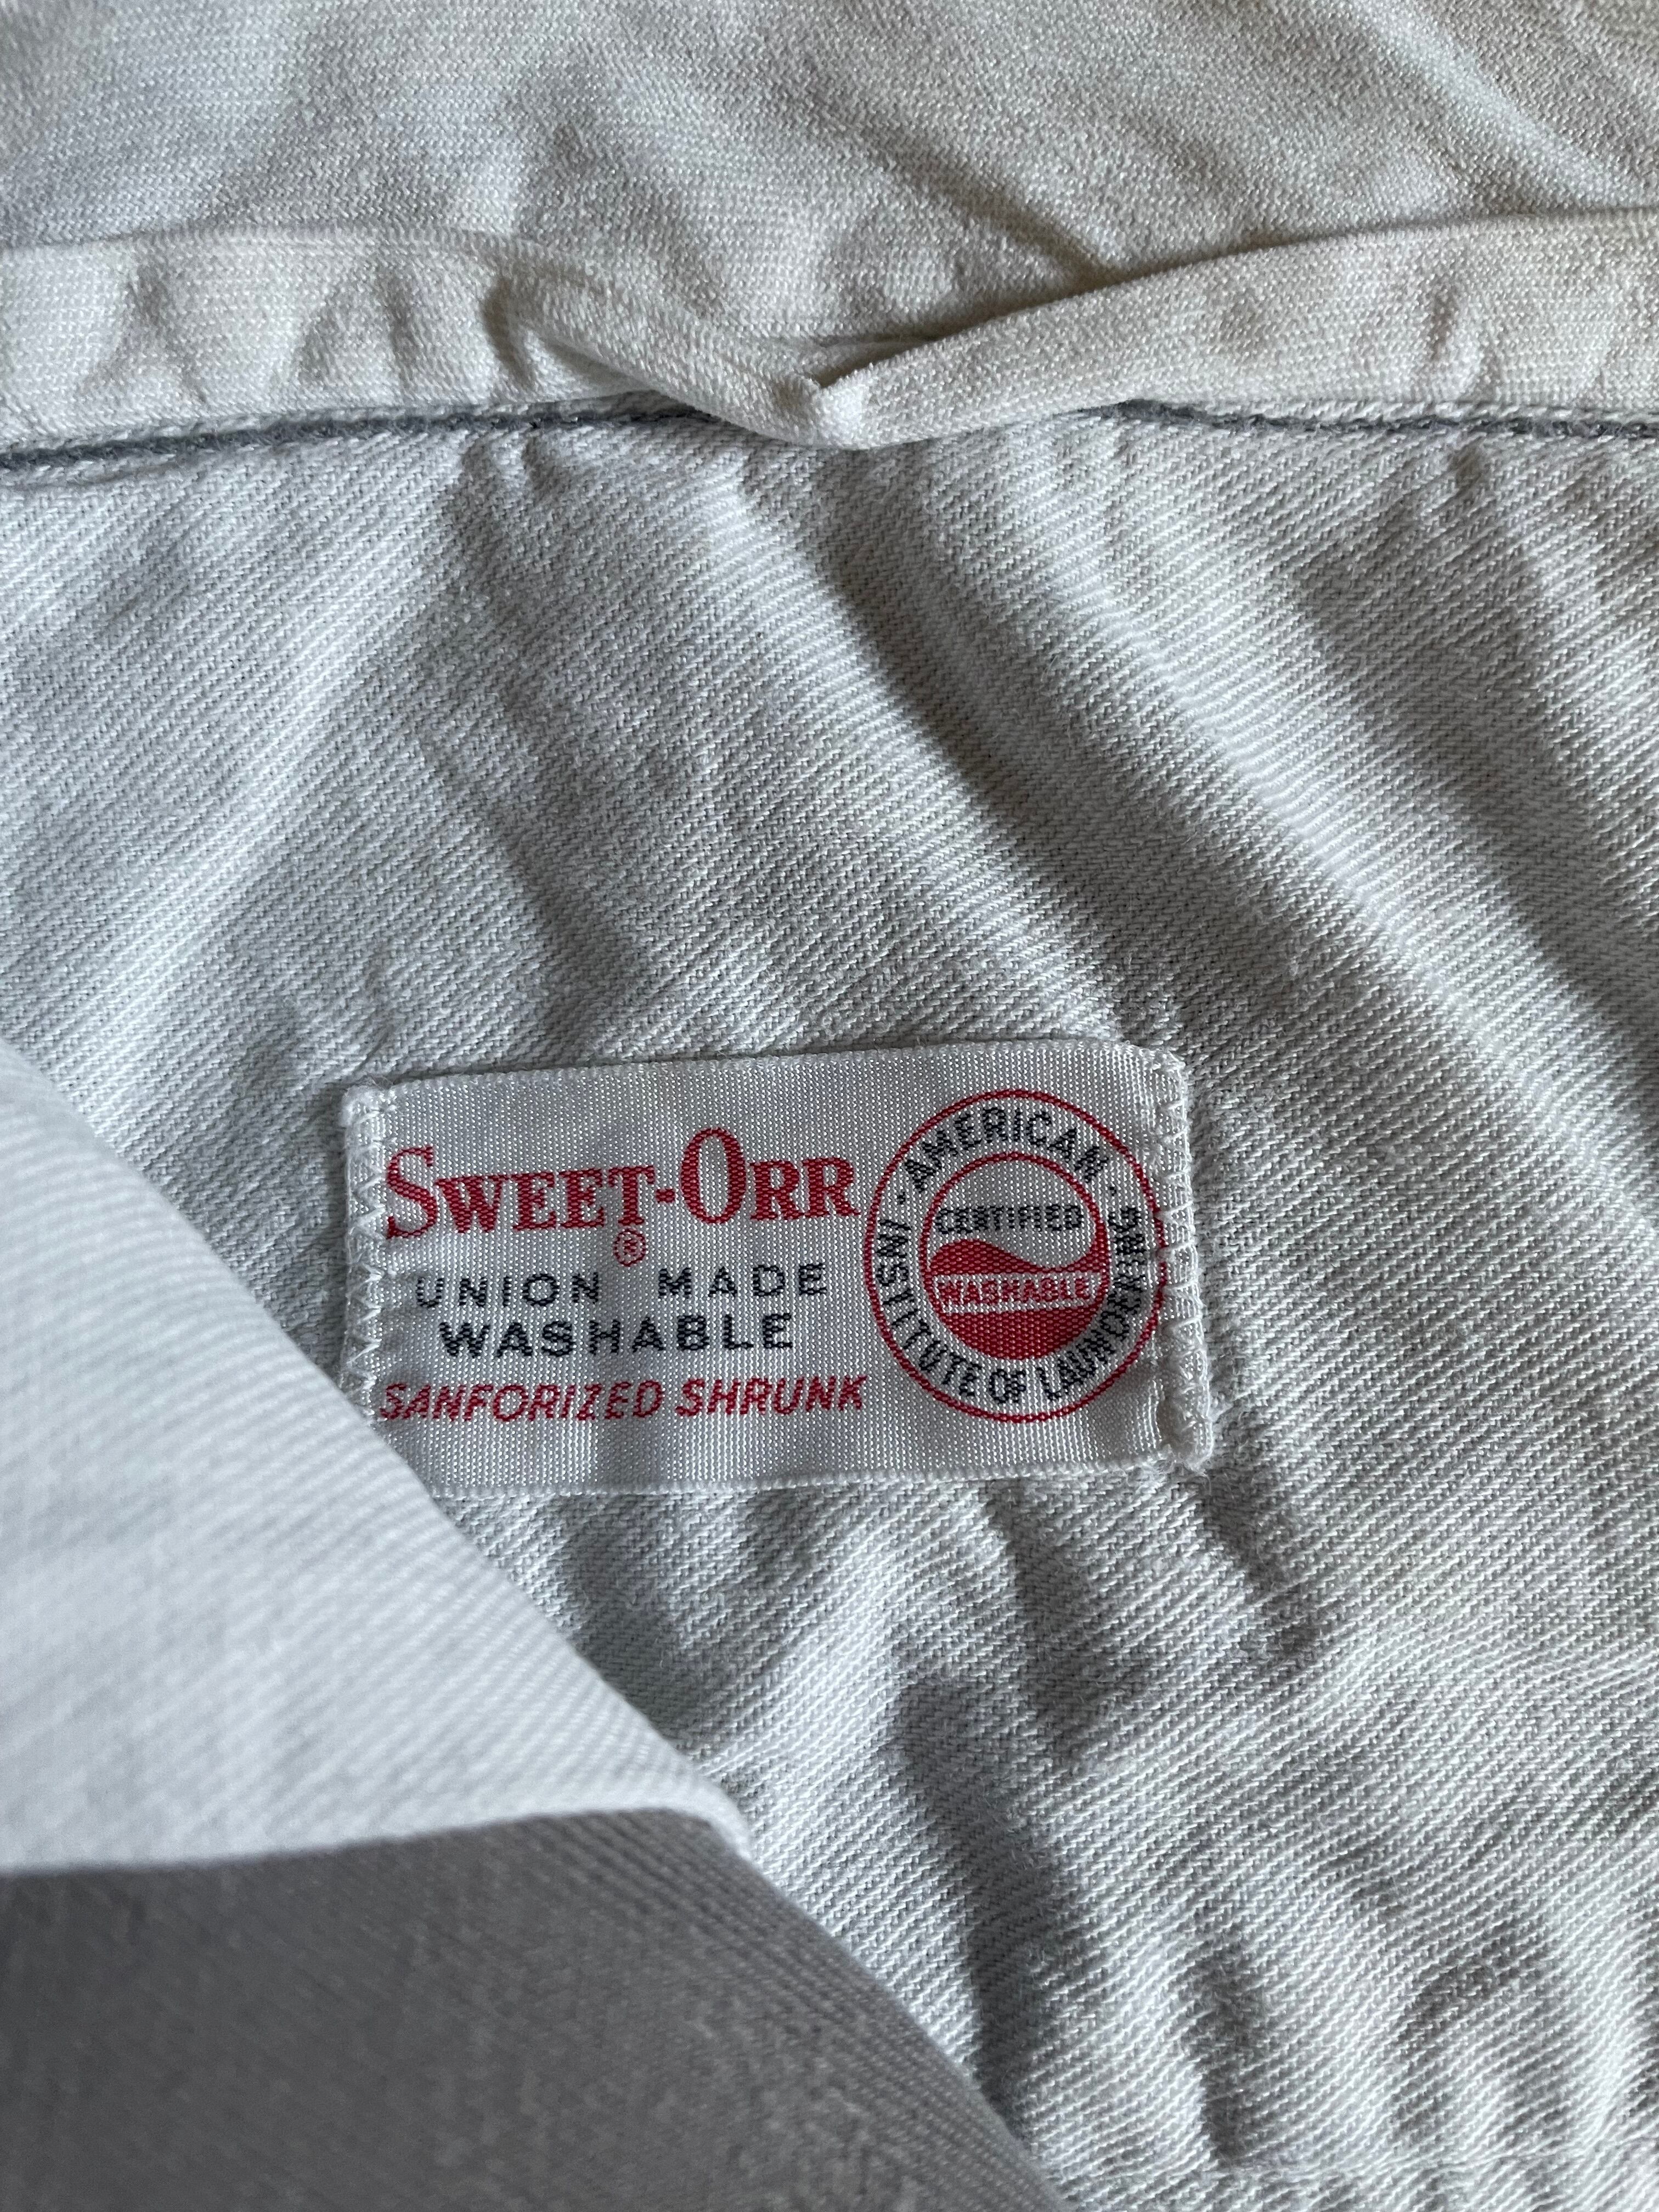 SWEET-ORR
®
UNION MADE
WASHABLE
SANFORIZED SHRUNK
· AMERICAN ·
INSTITUTE OF LAUNDERING
CERTIFIED
WASHABLE